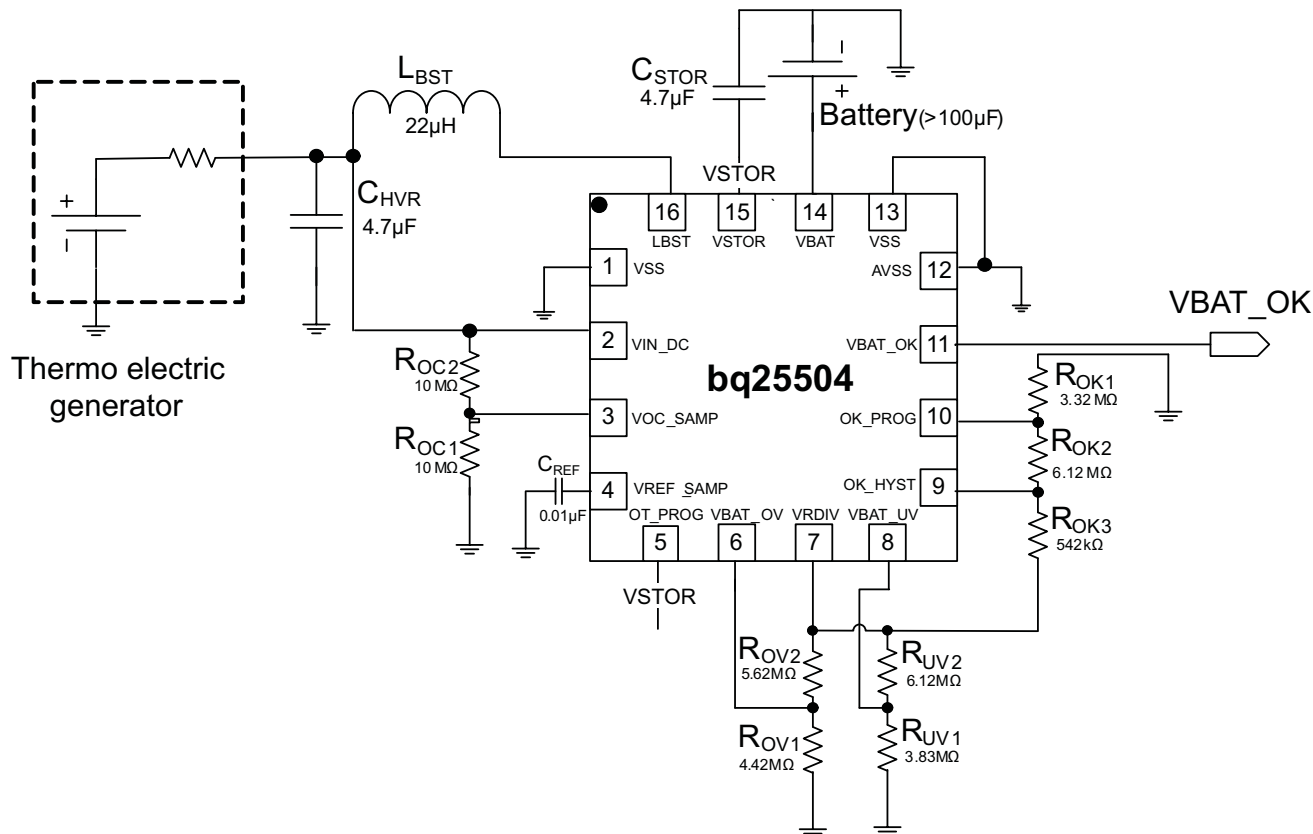 LBST
22µH
CSTOR
4.7µF
Battery(>100µF)
+
–
+
–
CHVR
4.7µF
Thermo electric
generator
VSTOR
16
LBST
15
VSTOR
14
VBAT
13
VSS
1
VSS
12
AVSS
2
VIN_DC
VBAT_OK
11
VBAT_OK
bq25504
ROC2
10 MΩ
3
VOC_SAMP
OK_PROG
10
ROK1
3.32 MΩ
ROC1
10 MΩ
ROK2
6.12 MΩ
CREF
0.01µF
4
VREF_SAMP
OK_HYST
9
ROK3
542kΩ
OT_PROG
5
VBAT_OV
6
VRDIV
7
VBAT_UV
8
VSTOR
ROV2
5.62MΩ
RUV2
6.12MΩ
ROV1
4.42MΩ
RUV1
3.83MΩ